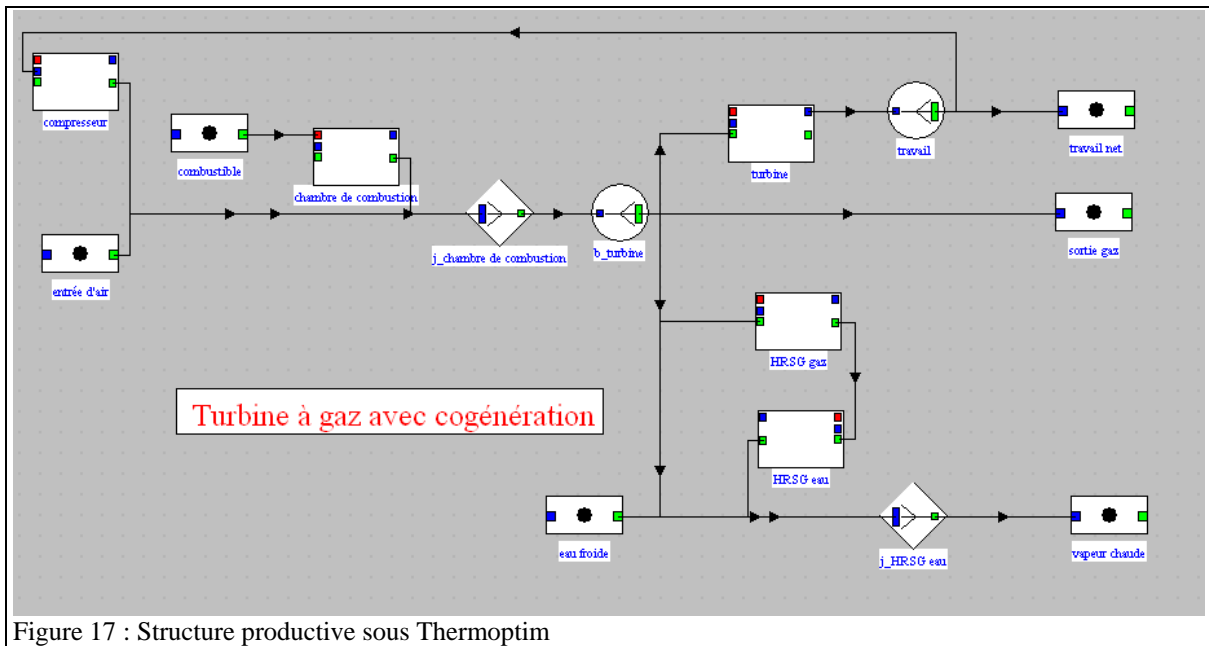 compresseur
combustible
chambre de combustion
entrée d'air
j_chambre de combustion
b_turbine
turbine
travail
travail net
sortie gaz
HRSG gaz
Turbine à gaz avec cogénération
HRSG eau
eau froide
j_HRSG eau
vapeur chaude
Figure 17 : Structure productive sous Thermoptim